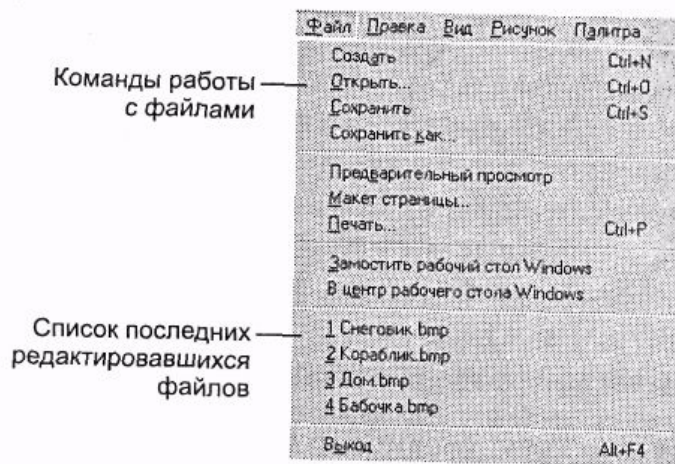 Файл Правка Вид Рисунок Палитра
Создать Ctrl+N
Открыть... Ctrl+O
Сохранить Ctrl+S
Сохранить как...
Предварительный просмотр
Макет страницы...
Печать... Ctrl+P
Замостить рабочий стол Windows
В центр рабочего стола Windows
1 Снеговик.bmp
2 Кораблик.bmp
3 Дом.bmp
4 Бабочка.bmp
Выход Alt+F4
Команды работы
с файлами
Список последних
редактировавшихся
файлов